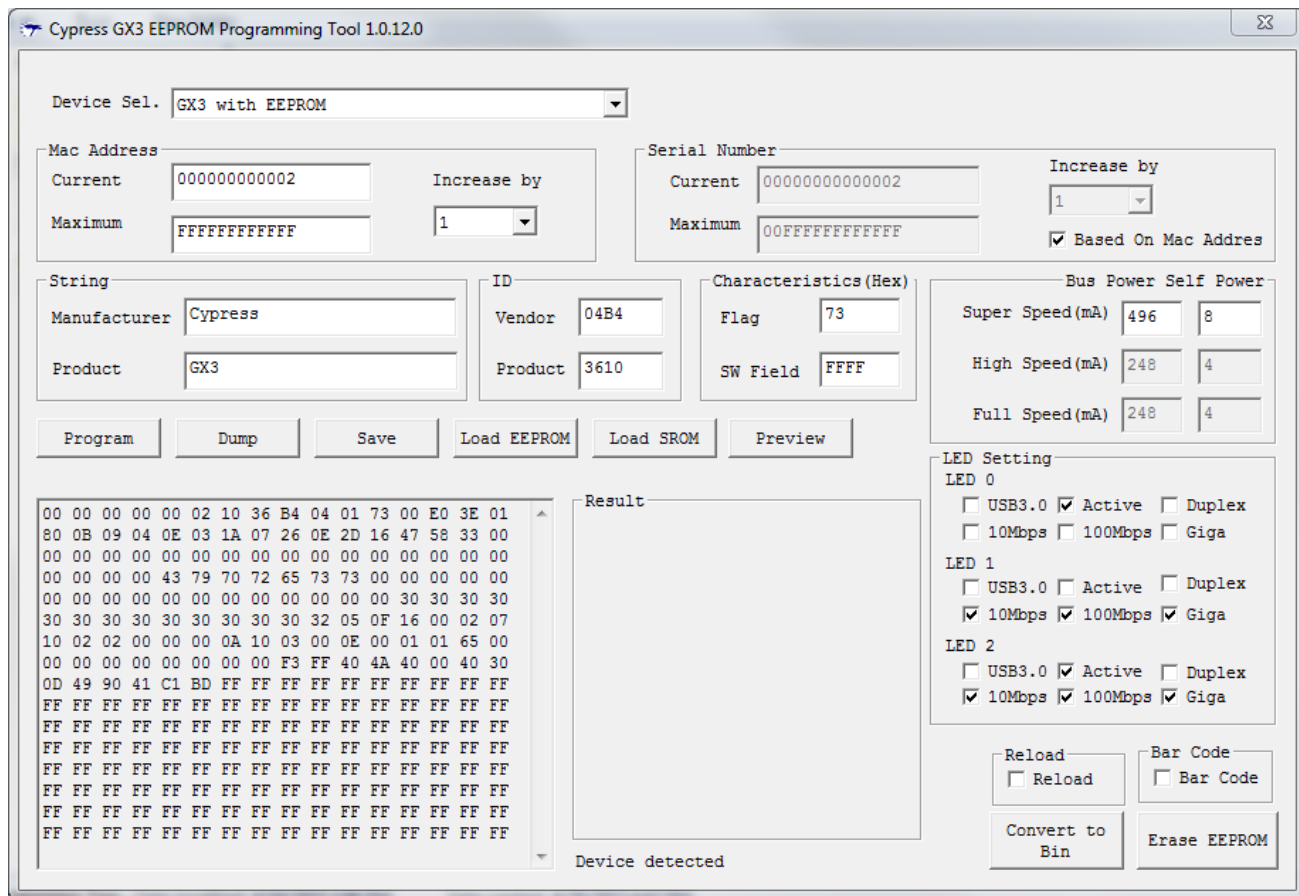 Cypress GX3 EEPROM Programming Tool 1.0.12.0
Device Sel. GX3 with EEPROM
Mac Address
Current 000000000002 Increase by
Maximum FFFFFFFFFFFF 1
Serial Number
Current 00000000000002 Increase by
1
Maximum 00FFFFFFFFFFFF
Based On Mac Addres
String
Manufacturer Cypress
Product GX3
ID
Vendor 04B4
Product 3610
Characteristics(Hex)
Flag 73
SW Field FFFF
Bus Power Self Power
Super Speed(mA) 496 8
High Speed(mA) 248 4
Full Speed(mA) 248 4
Program Dump Save Load EEPROM Load SROM Preview
00 00 00 00 00 02 10 36 B4 04 01 73 00 E0 3E 01
80 0B 09 04 0E 03 1A 07 26 0E 2D 16 47 58 33 00
00 00 00 00 00 00 00 00 00 00 00 00 00 00 00 00
00 00 00 00 43 79 70 72 65 73 73 00 00 00 00 00
00 00 00 00 00 00 00 00 00 00 00 00 30 30 30 30
30 30 30 30 30 30 30 30 30 32 05 0F 16 00 02 07
10 02 02 00 00 00 0A 10 03 00 0E 00 01 01 65 00
00 00 00 00 00 00 00 00 F3 FF 40 4A 40 00 40 30
0D 49 90 41 C1 BD FF FF FF FF FF FF FF FF FF FF
FF FF FF FF FF FF FF FF FF FF FF FF FF FF FF FF
FF FF FF FF FF FF FF FF FF FF FF FF FF FF FF FF
FF FF FF FF FF FF FF FF FF FF FF FF FF FF FF FF
FF FF FF FF FF FF FF FF FF FF FF FF FF FF FF FF
FF FF FF FF FF FF FF FF FF FF FF FF FF FF FF FF
FF FF FF FF FF FF FF FF FF FF FF FF FF FF FF FF
FF FF FF FF FF FF FF FF FF FF FF FF FF FF FF FF
Result
Device detected
LED Setting
LED 0
USB3.0 Active Duplex
10Mbps 100Mbps Giga
LED 1
USB3.0 Active Duplex
10Mbps 100Mbps Giga
LED 2
USB3.0 Active Duplex
10Mbps 100Mbps Giga
Reload
Reload
Bar Code
Bar Code
Convert to
Bin
Erase EEPROM